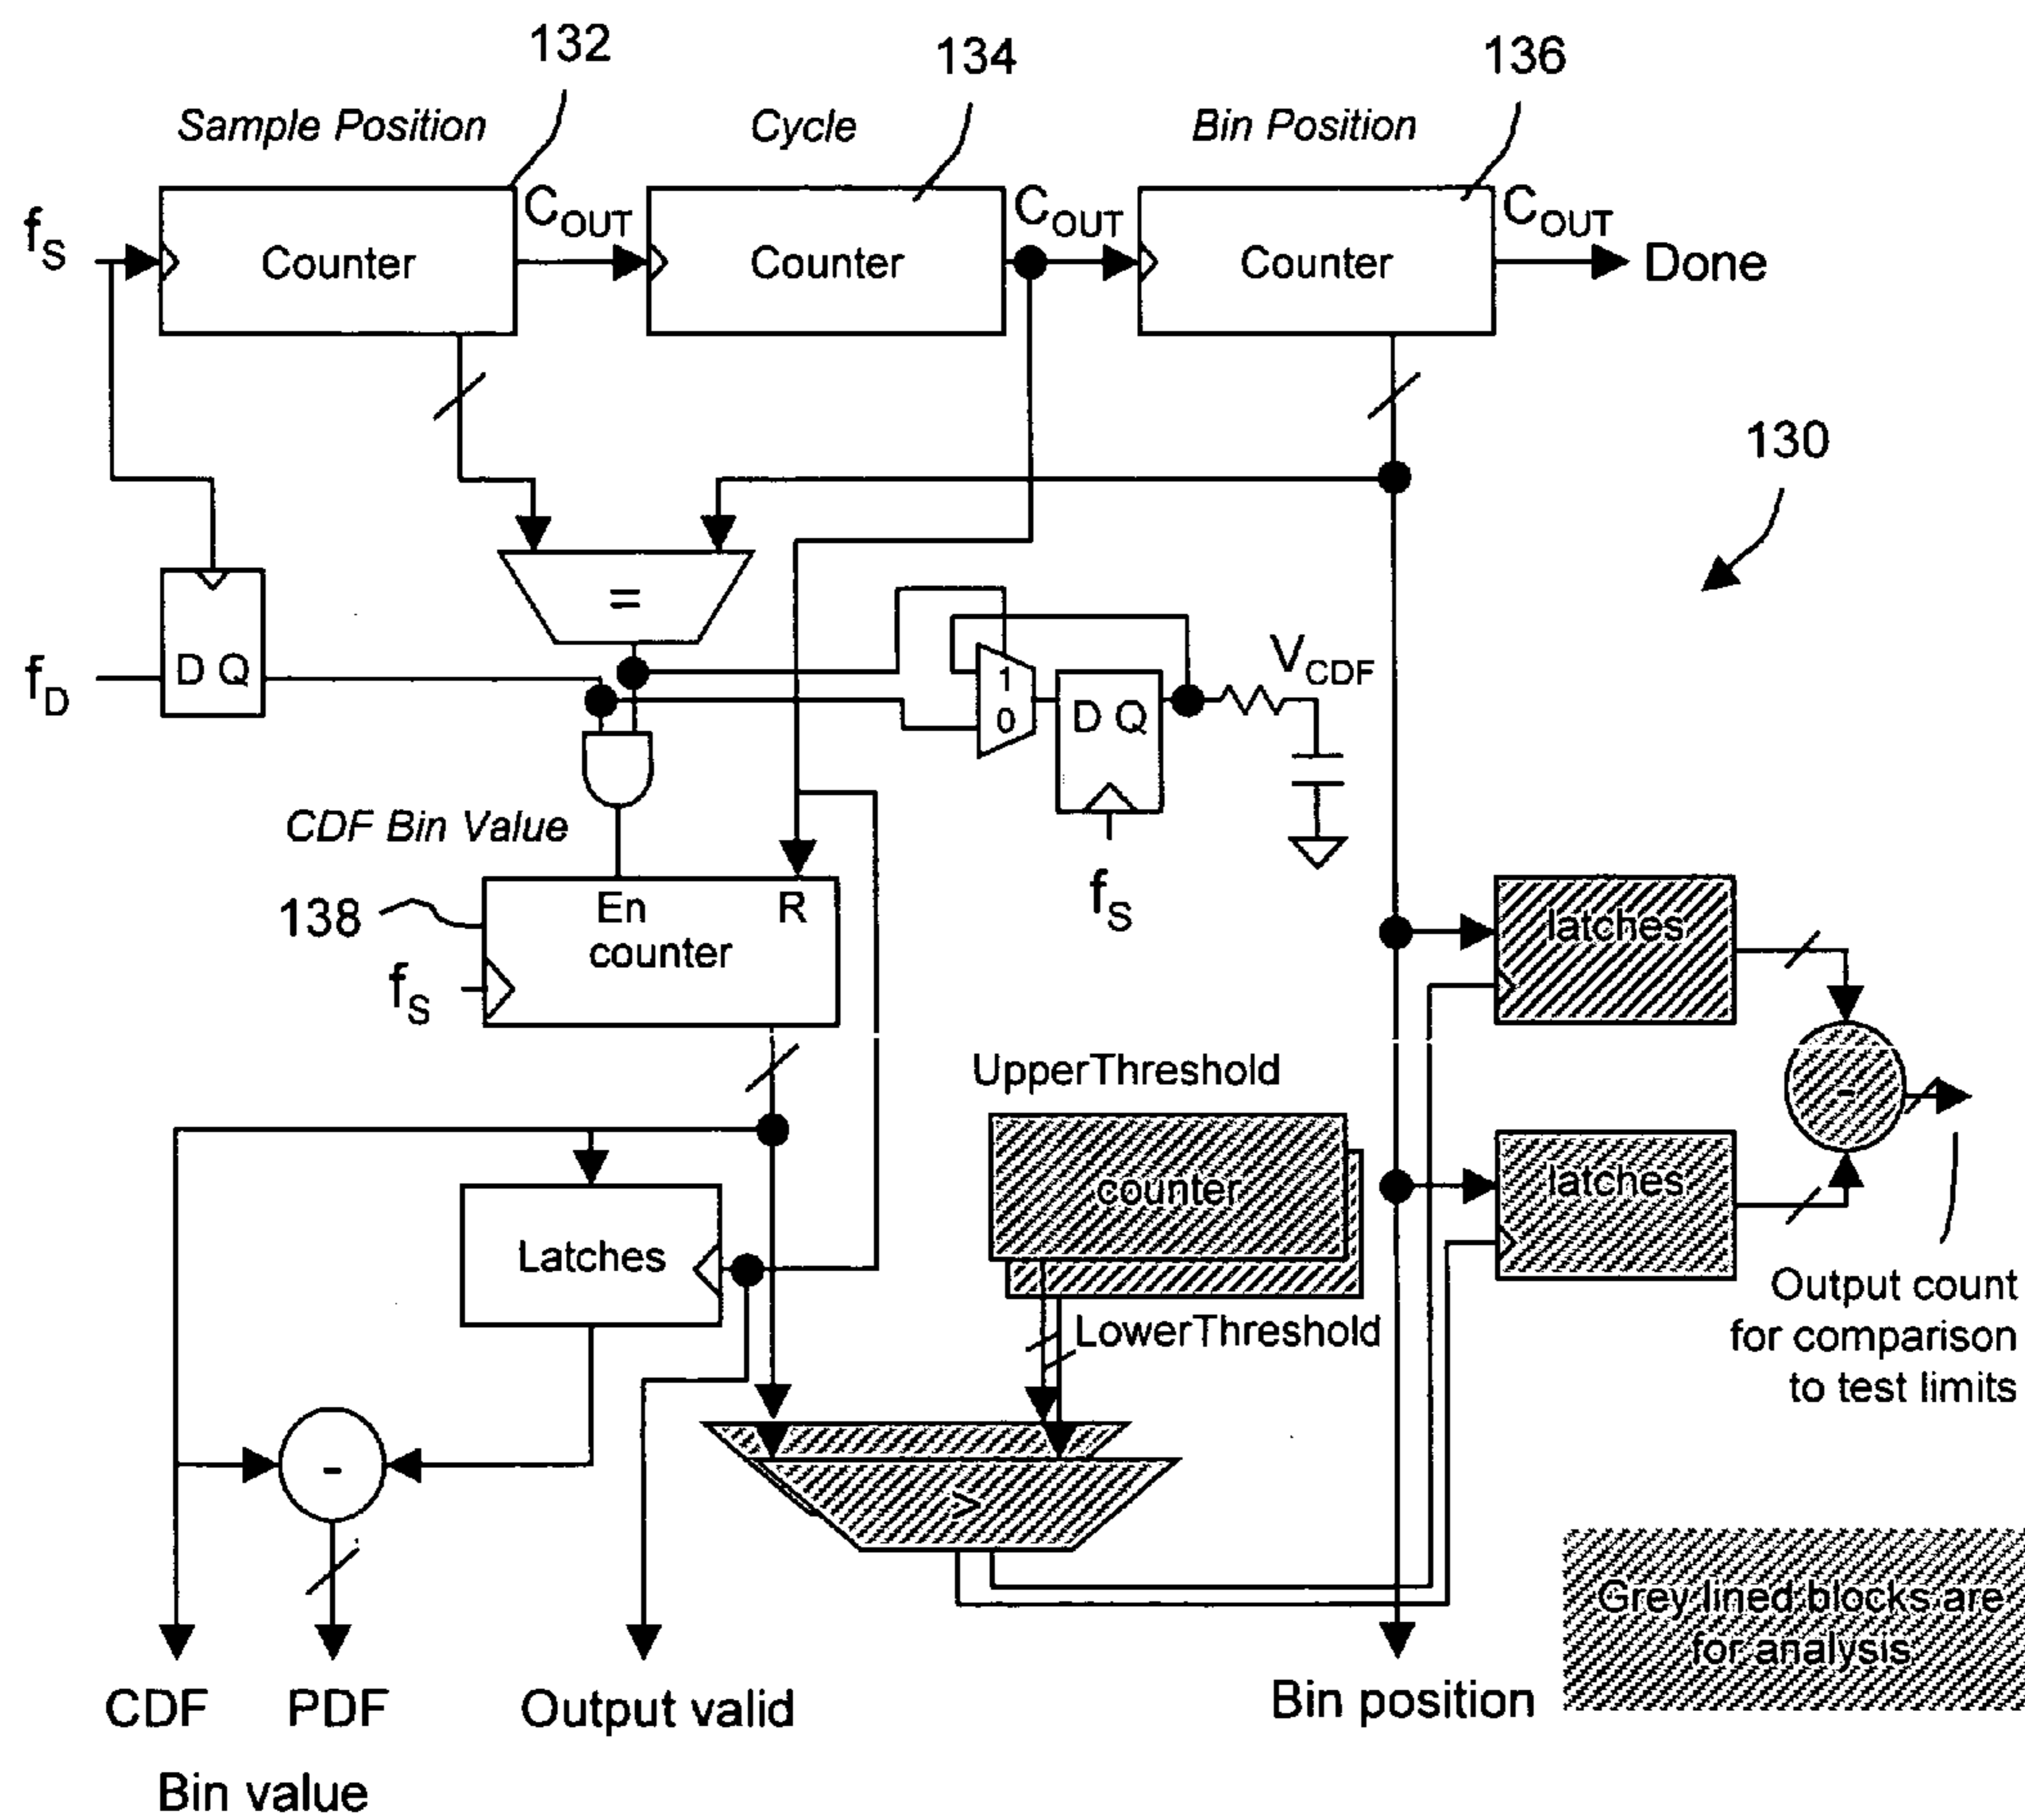 132
134
136
Sample Position
Cycle
Bin Position
fS
Counter
COUT
Counter
COUT
Counter
COUT
Done
130
=
fD
D Q
1
0
D Q
VCDF
fS
CDF Bin Value
138
En
R
counter
fS
latches
UpperThreshold
counter
-
latches
Latches
LowerThreshold
Output count
for comparison
to test limits
-
>
Grey lined blocks are
for analysis
CDF
PDF
Output valid
Bin position
Bin value